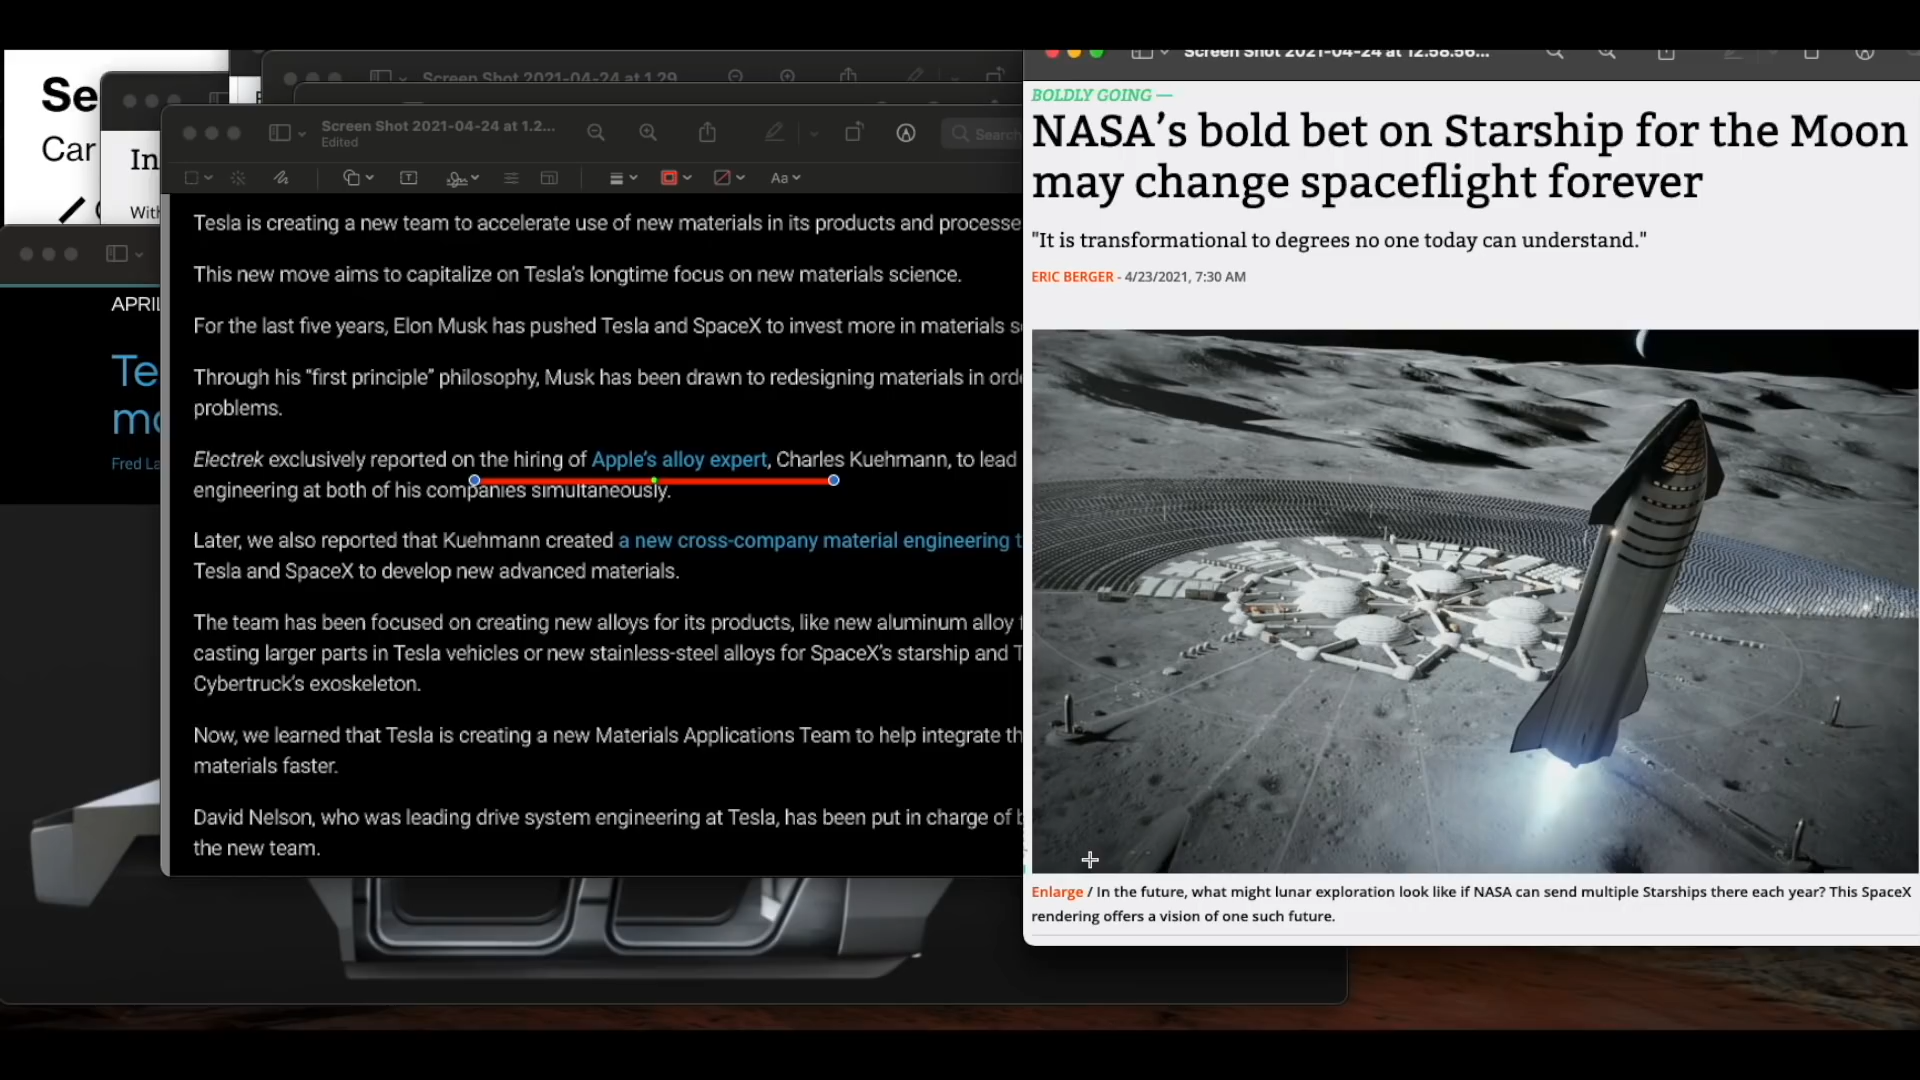 Se
Car
In
With
APRIL
Te
mo
Fred La
Screen Shot 2021-04-24 at 1.29
Screen Shot 2021-04-24 at 1.2...
Edited
Search
Aa
Tesla is creating a new team to accelerate use of new materials in its products and processe
This new move aims to capitalize on Tesla's longtime focus on new materials science.
For the last five years, Elon Musk has pushed Tesla and SpaceX to invest more in materials s
Through his "first principle" philosophy, Musk has been drawn to redesigning materials in orde
problems.
Electrek exclusively reported on the hiring of Apple's alloy expert, Charles Kuehmann, to lead
engineering at both of his companies simultaneously.
Later, we also reported that Kuehmann created a new cross-company material engineering t
Tesla and SpaceX to develop new advanced materials.
The team has been focused on creating new alloys for its products, like new aluminum alloy
casting larger parts in Tesla vehicles or new stainless-steel alloys for SpaceX's starship and T
Cybertruck's exoskeleton.
Now, we learned that Tesla is creating a new Materials Applications Team to help integrate th
materials faster.
David Nelson, who was leading drive system engineering at Tesla, has been put in charge of b
the new team.
Screen Shot 2021-04-24 at 12.58.56...
BOLDLY GOING —
NASA's bold bet on Starship for the Moon
may change spaceflight forever
"It is transformational to degrees no one today can understand."
ERIC BERGER - 4/23/2021, 7:30 AM
Enlarge / In the future, what might lunar exploration look like if NASA can send multiple Starships there each year? This SpaceX
rendering offers a vision of one such future.